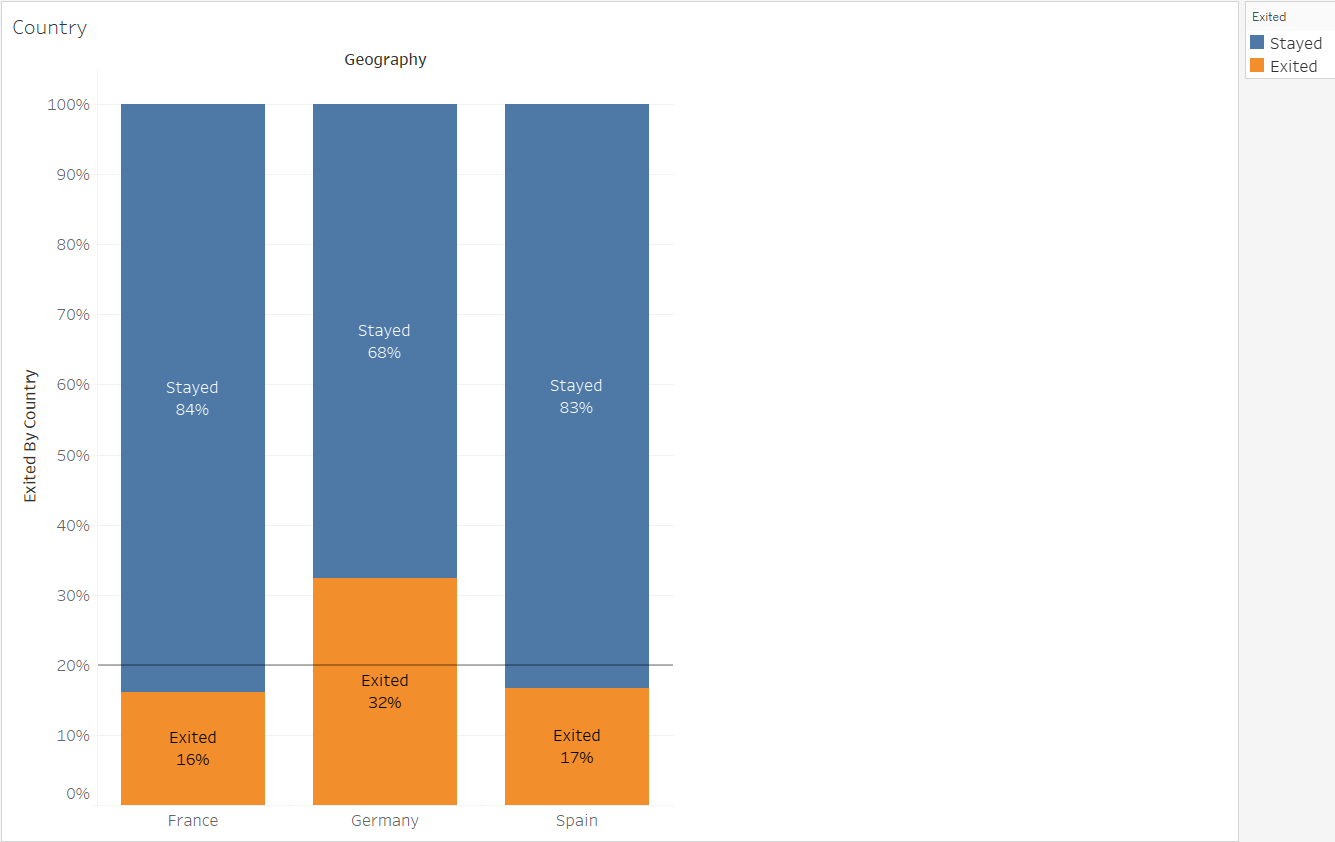 Country
Geography
Exited By Country
100%
90%
80%
70%
60%
50%
40%
30%
20%
10%
0%
Stayed
84%
Exited
16%
Stayed
68%
Exited
32%
Stayed
83%
Exited
17%
France
Germany
Spain
Exited
Stayed
Exited